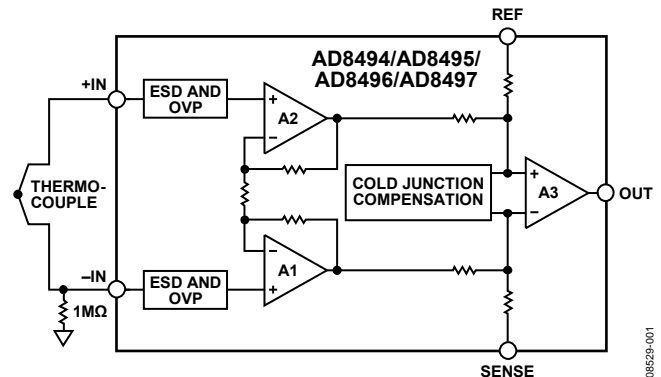 REF
AD8494/AD8495/
AD8496/AD8497
+IN
ESD AND
OVP
+
A2
–
THERMO-
COUPLE
COLD JUNCTION
COMPENSATION
+
A3
–
OUT
–IN
ESD AND
OVP
–
A1
+
1MΩ
SENSE
08529-001